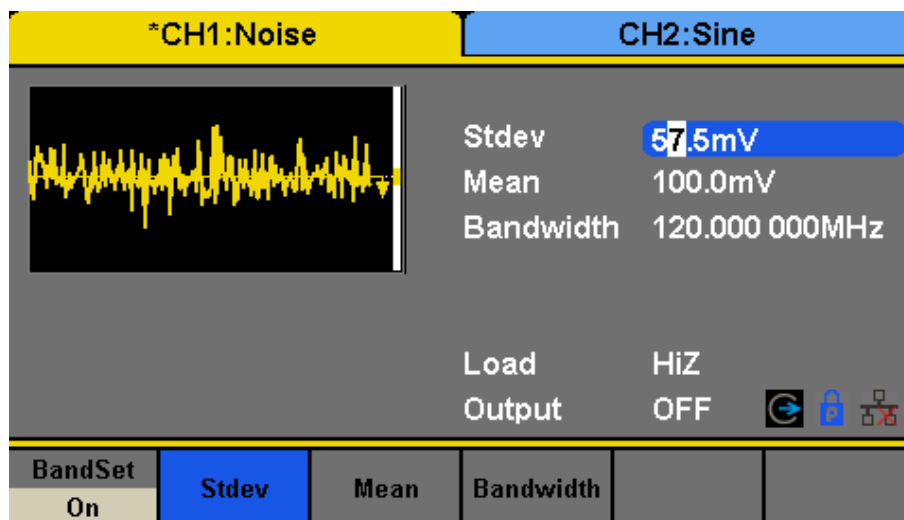 *CH1:Noise
CH2:Sine
Stdev 57.5mV
Mean 100.0mV
Bandwidth 120.000 000MHz
Load HiZ
Output OFF
P
BandSet
On
Stdev
Mean
Bandwidth